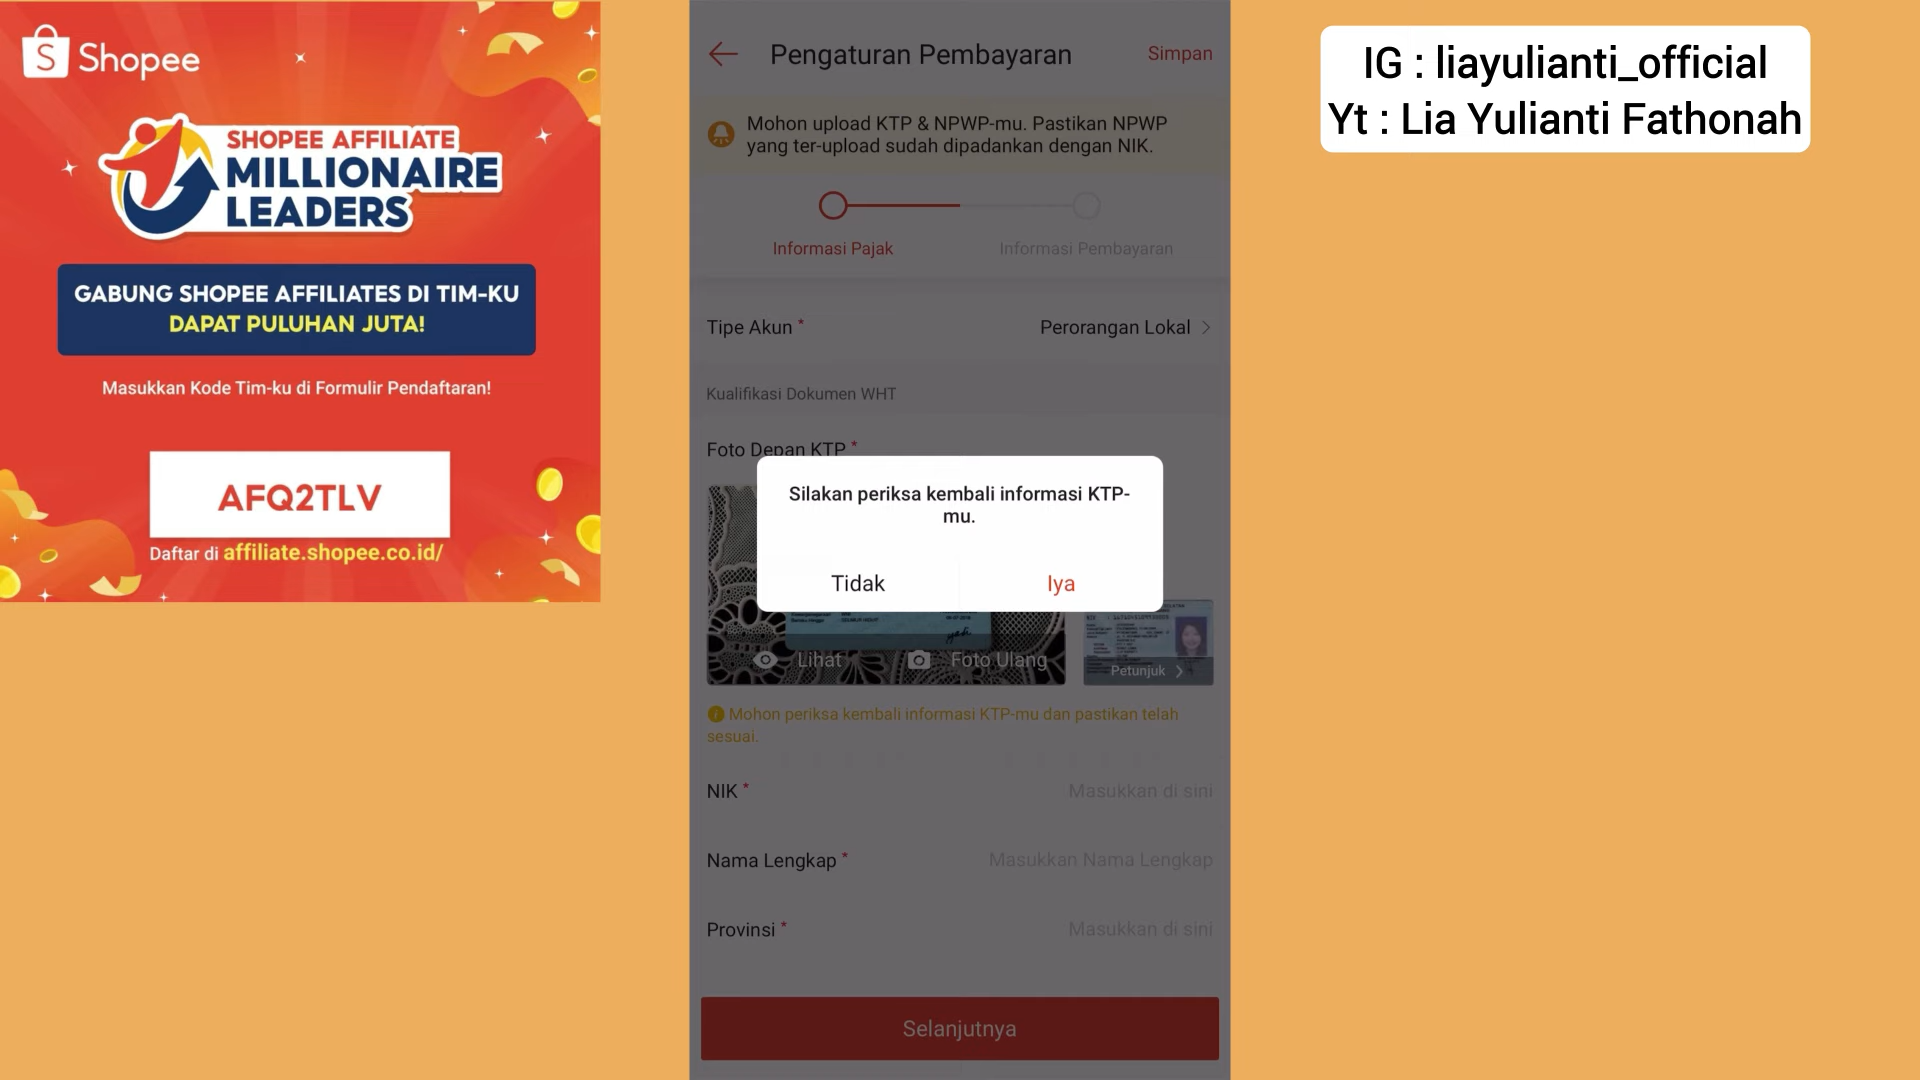 Shopee
SHOPEE AFFILIATE
MILLIONAIRE
LEADERS
GABUNG SHOPEE AFFILIATES DI TIM-KU
DAPAT PULUHAN JUTA!
Masukkan Kode Tim-ku di Formulir Pendaftaran!
AFQ2TLV
Daftar di affiliate.shopee.co.id/
Pengaturan Pembayaran
Simpan
Mohon upload KTP & NPWP-mu. Pastikan NPWP
yang ter-upload sudah dipadankan dengan NIK.
Informasi Pajak
Informasi Pembayaran
Tipe Akun *
Perorangan Lokal
Kualifikasi Dokumen WHT
Foto Depan KTP *
Silakan periksa kembali informasi KTP-
mu.
Tidak
Iya
Lihat
Foto Ulang
Petunjuk
Mohon periksa kembali informasi KTP-mu dan pastikan telah
sesuai.
NIK *
Masukkan di sini
Nama Lengkap *
Masukkan Nama Lengkap
Provinsi *
Masukkan di sini
Selanjutnya
IG : liayulianti_official
Yt : Lia Yulianti Fathonah